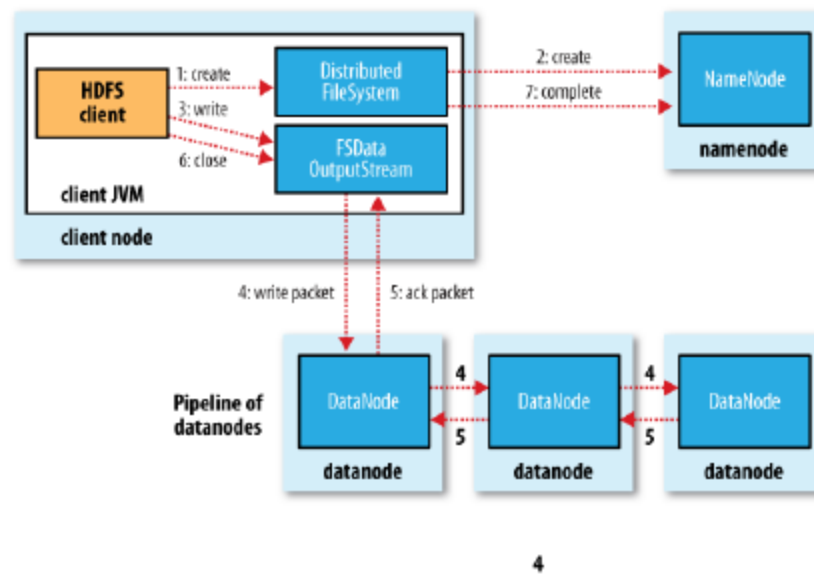 HDFS
client
1: create
3: write
6: close
Distributed
FileSystem
FSData
OutputStream
client JVM
client node
2: create
7: complete
NameNode
namenode
4: write packet
5: ack packet
Pipeline of
datanodes
DataNode
datanode
4
5
DataNode
datanode
4
5
DataNode
datanode
4